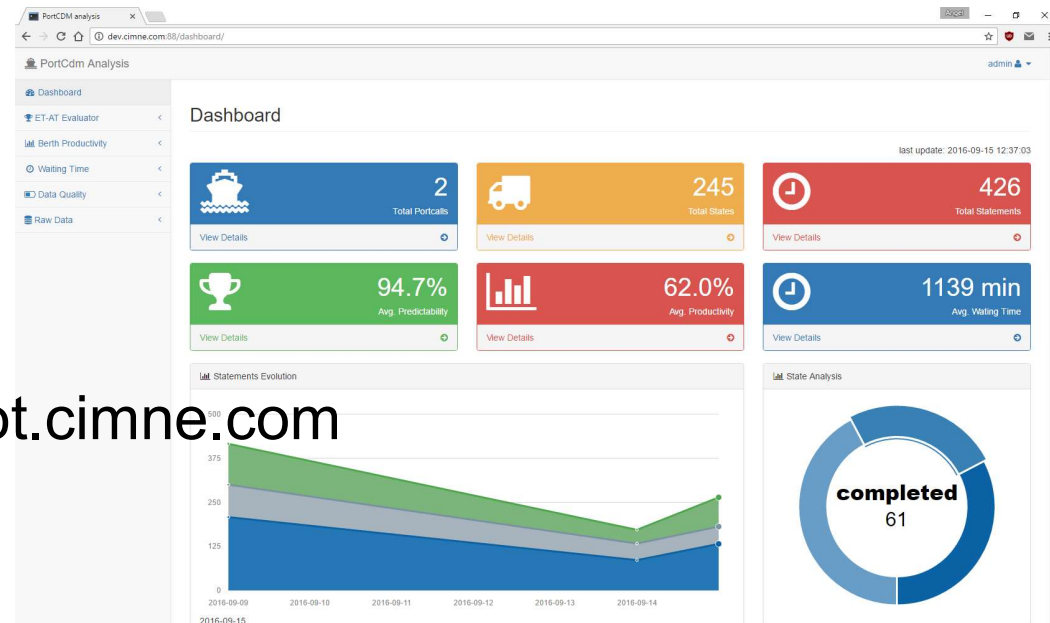 PortCDM analysis
Angel
dev.cimne.com:88/dashboard/
PortCdm Analysis
admin
Dashboard
ET-AT Evaluator
Berth Productivity
Waiting Time
Data Quality
Raw Data
Dashboard
last update: 2016-09-15 12:37:03
2
Total Portcalls
View Details
245
Total States
View Details
426
Total Statements
View Details
94.7%
Avg. Predictability
View Details
62.0%
Avg. Productivity
View Details
1139 min
Avg. Wating Time
View Details
Statements Evolution
State Analysis
ot.cimne.com
500
375
250
125
0
2016-09-09 2016-09-10 2016-09-11 2016-09-12 2016-09-13 2016-09-14
2016-09-15
completed
61